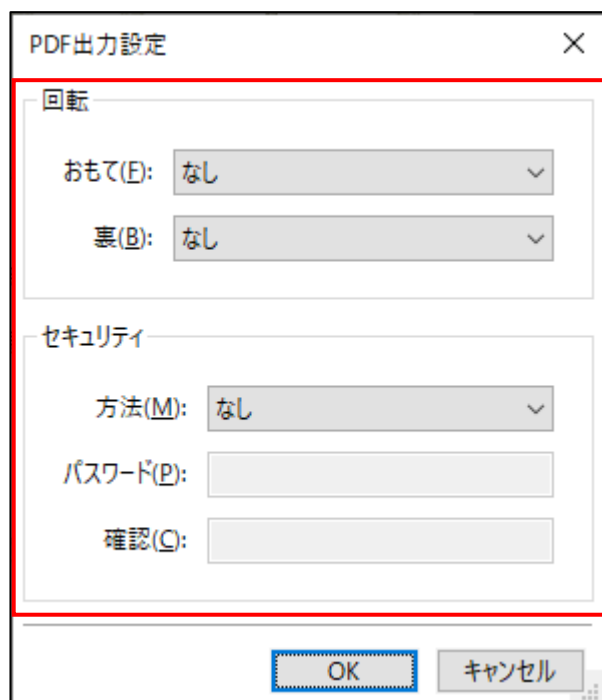 PDF出力設定
回転
おもて(F): なし
裏(B): なし
セキュリティ
方法(M): なし
パスワード(P):
確認(C):
OK キャンセル